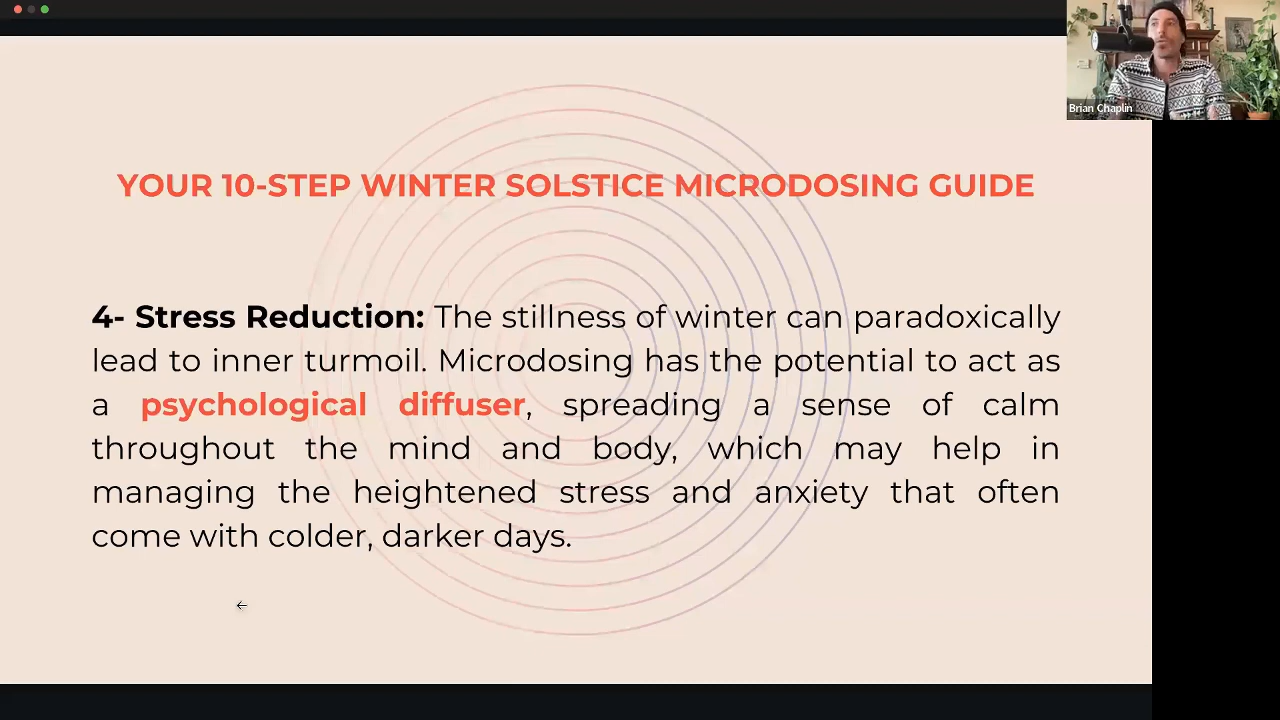 Brian Chaplin
YOUR 10-STEP WINTER SOLSTICE MICRODOSING GUIDE
4- Stress Reduction: The stillness of winter can paradoxically
lead to inner turmoil. Microdosing has the potential to act as
a psychological diffuser, spreading a sense of calm
throughout the mind and body, which may help in
managing the heightened stress and anxiety that often
come with colder, darker days.